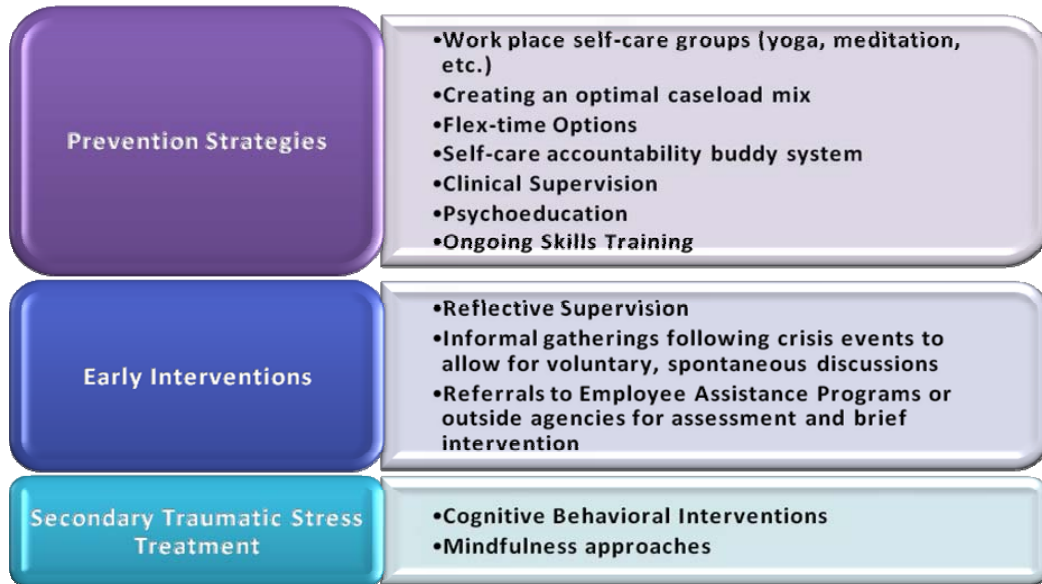 Prevention Strategies
•Work place self-care groups (yoga, meditation,
etc.)
•Creating an optimal caseload mix
•Flex-time Options
•Self-care accountability buddy system
•Clinical Supervision
•Psychoeducation
•Ongoing Skills Training
Early Interventions
•Reflective Supervision
•Informal gatherings following crisis events to
allow for voluntary, spontaneous discussions
•Referrals to Employee Assistance Programs or
outside agencies for assessment and brief
intervention
Secondary Traumatic Stress
Treatment
•Cognitive Behavioral Interventions
•Mindfulness approaches